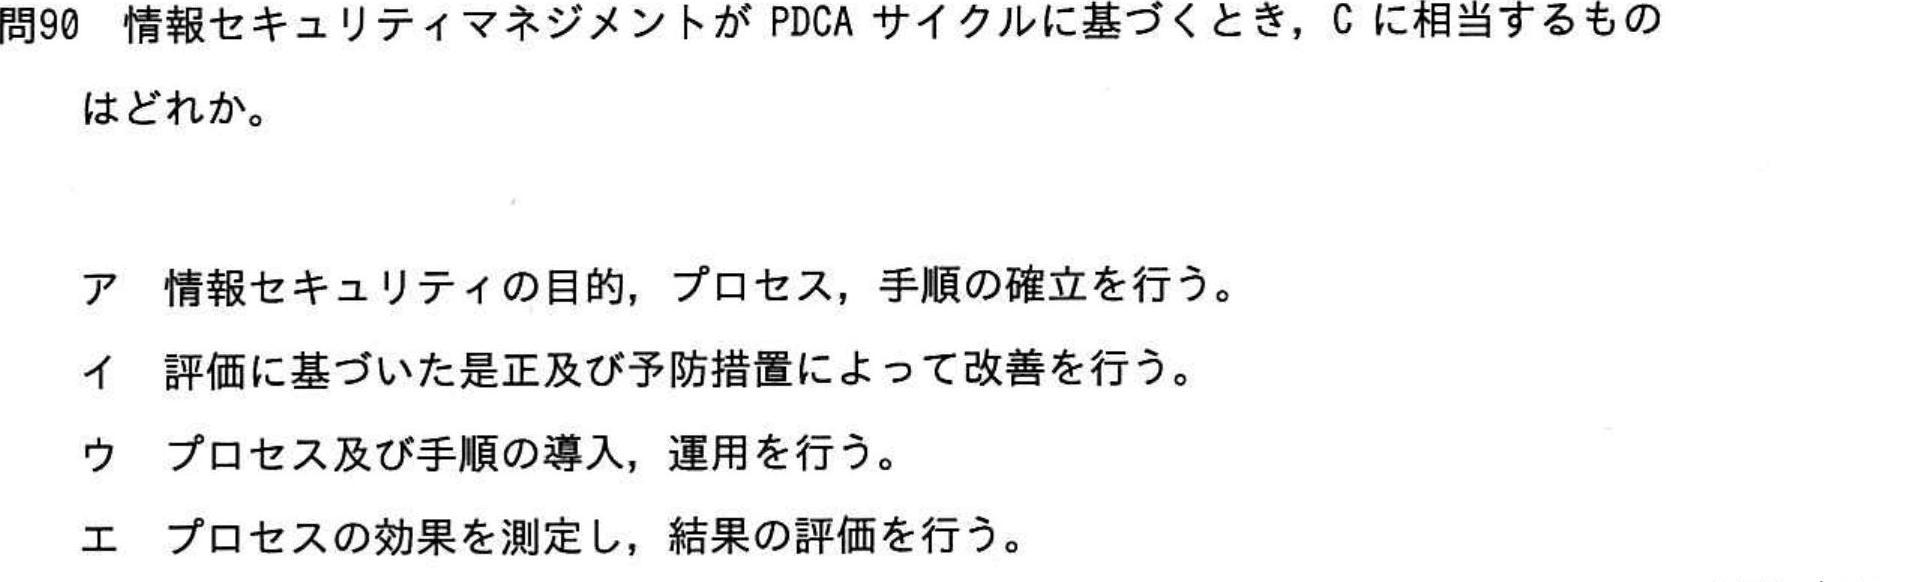 問90 情報セキュリティマネジメントが PDCA サイクルに基づくとき，C に相当するもの
はどれか。
ア 情報セキュリティの目的，プロセス，手順の確立を行う。
イ 評価に基づいた是正及び予防措置によって改善を行う。
ウ プロセス及び手順の導入，運用を行う。
エ プロセスの効果を測定し，結果の評価を行う。